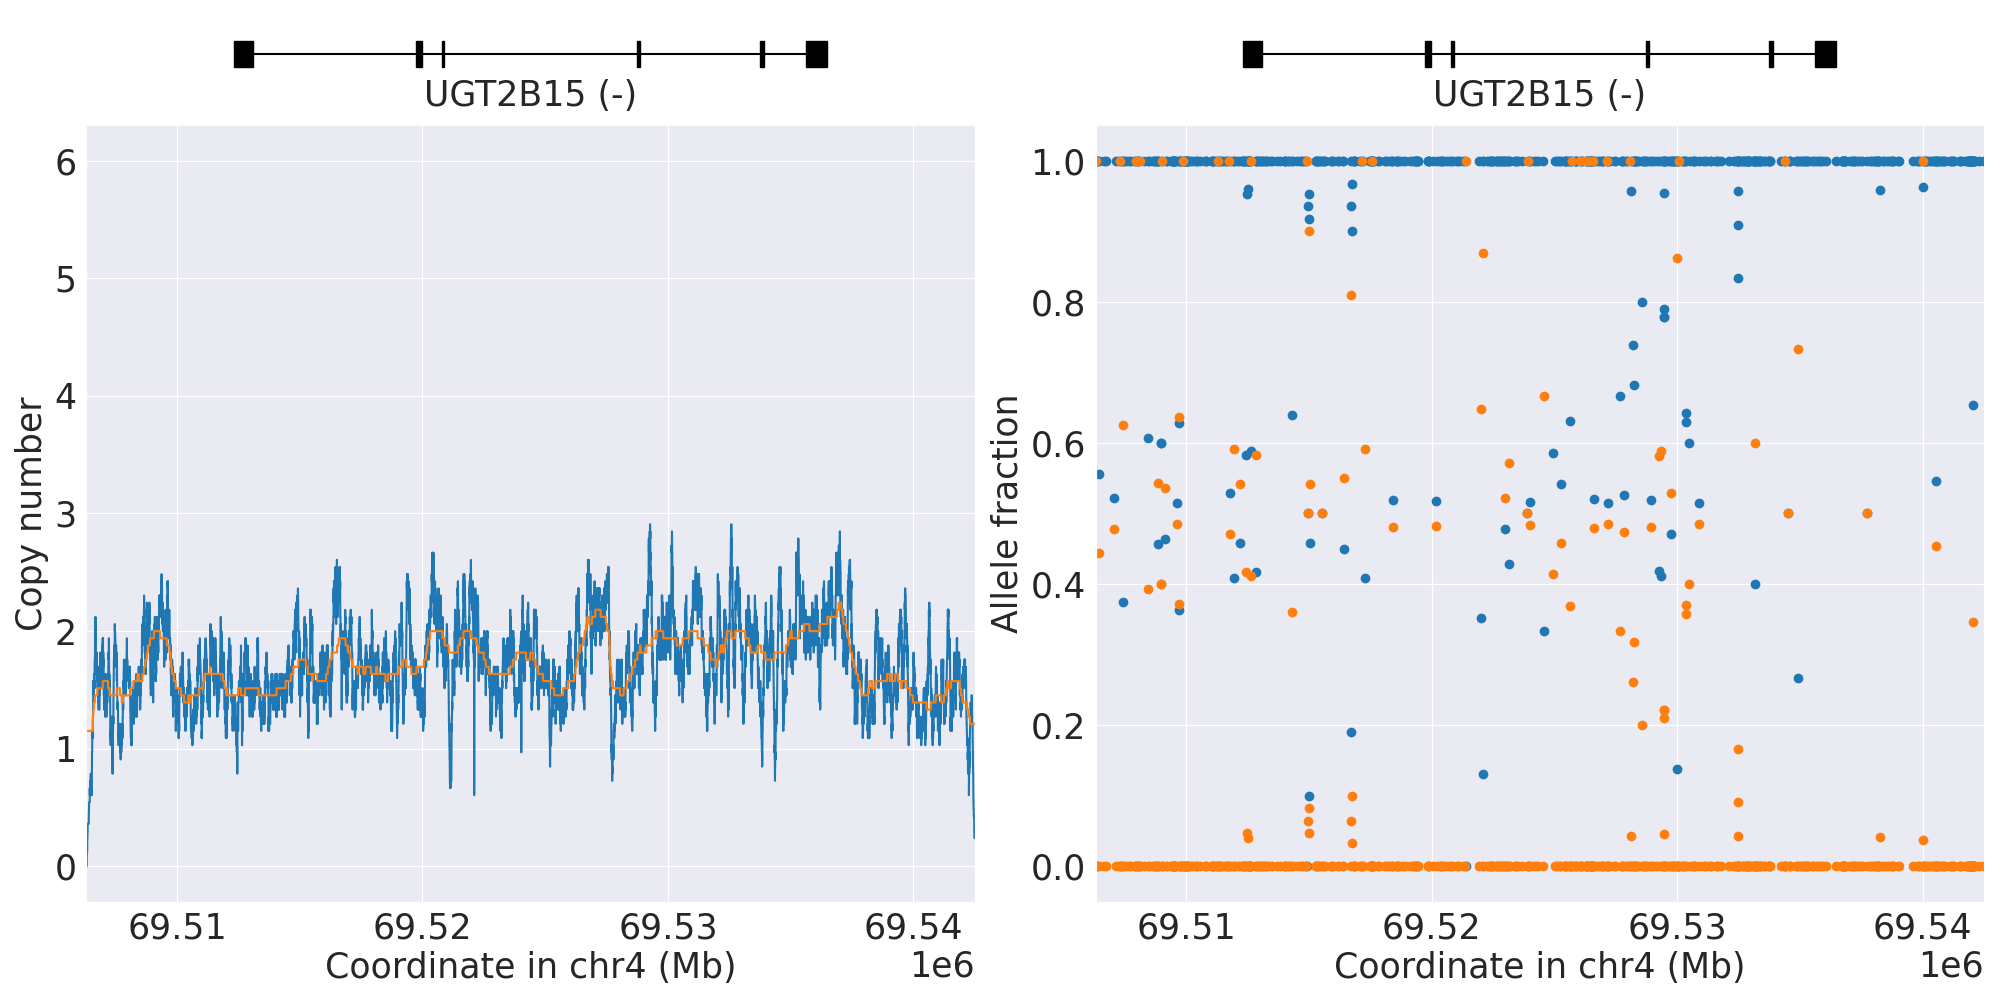 UGT2B15 (-)
6
5
4
3
2
1
0
Copy number
69.51 69.52 69.53 69.54
Coordinate in chr4 (Mb)
1e6
UGT2B15 (-)
1.0
0.8
0.6
0.4
0.2
0.0
Allele fraction
69.51 69.52 69.53 69.54
Coordinate in chr4 (Mb)
1e6